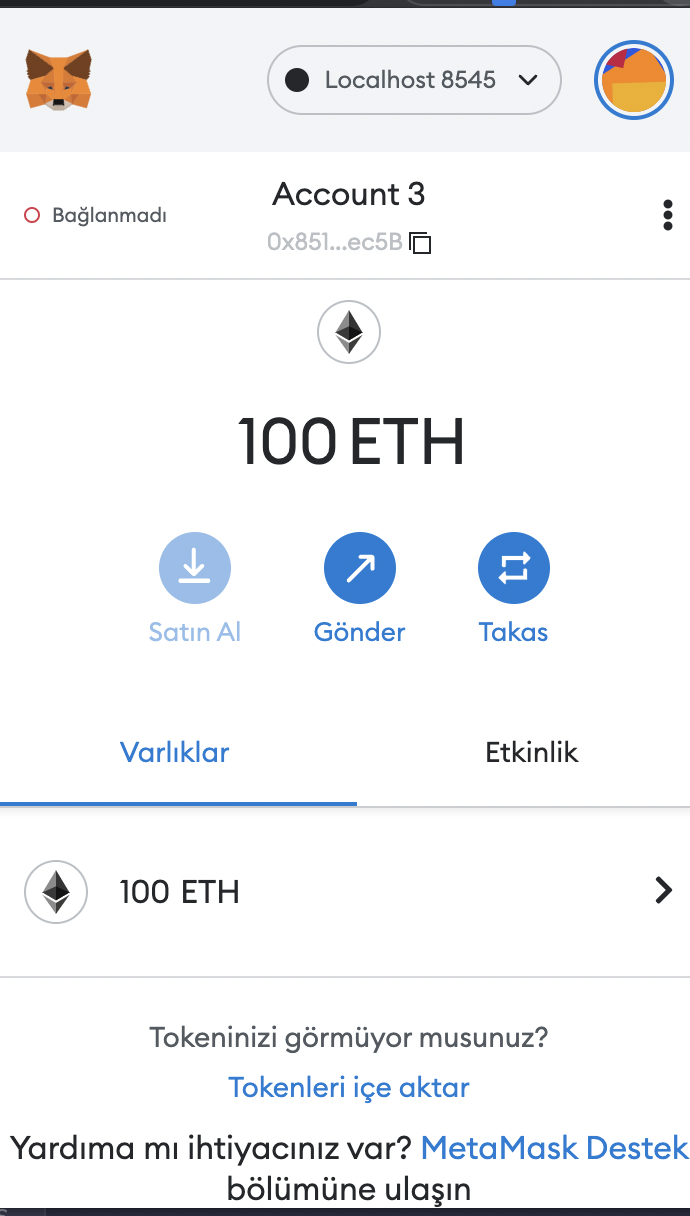 Localhost 8545
Bağlanmadı
Account 3
0x851...ec5B
100 ETH
Satın Al
Gönder
Takas
Varlıklar
Etkinlik
100 ETH
Tokeninizi görmüyor musunuz?
Tokenleri içe aktar
Yardıma mı ihtiyacınız var? MetaMask Destek
bölümüne ulaşın